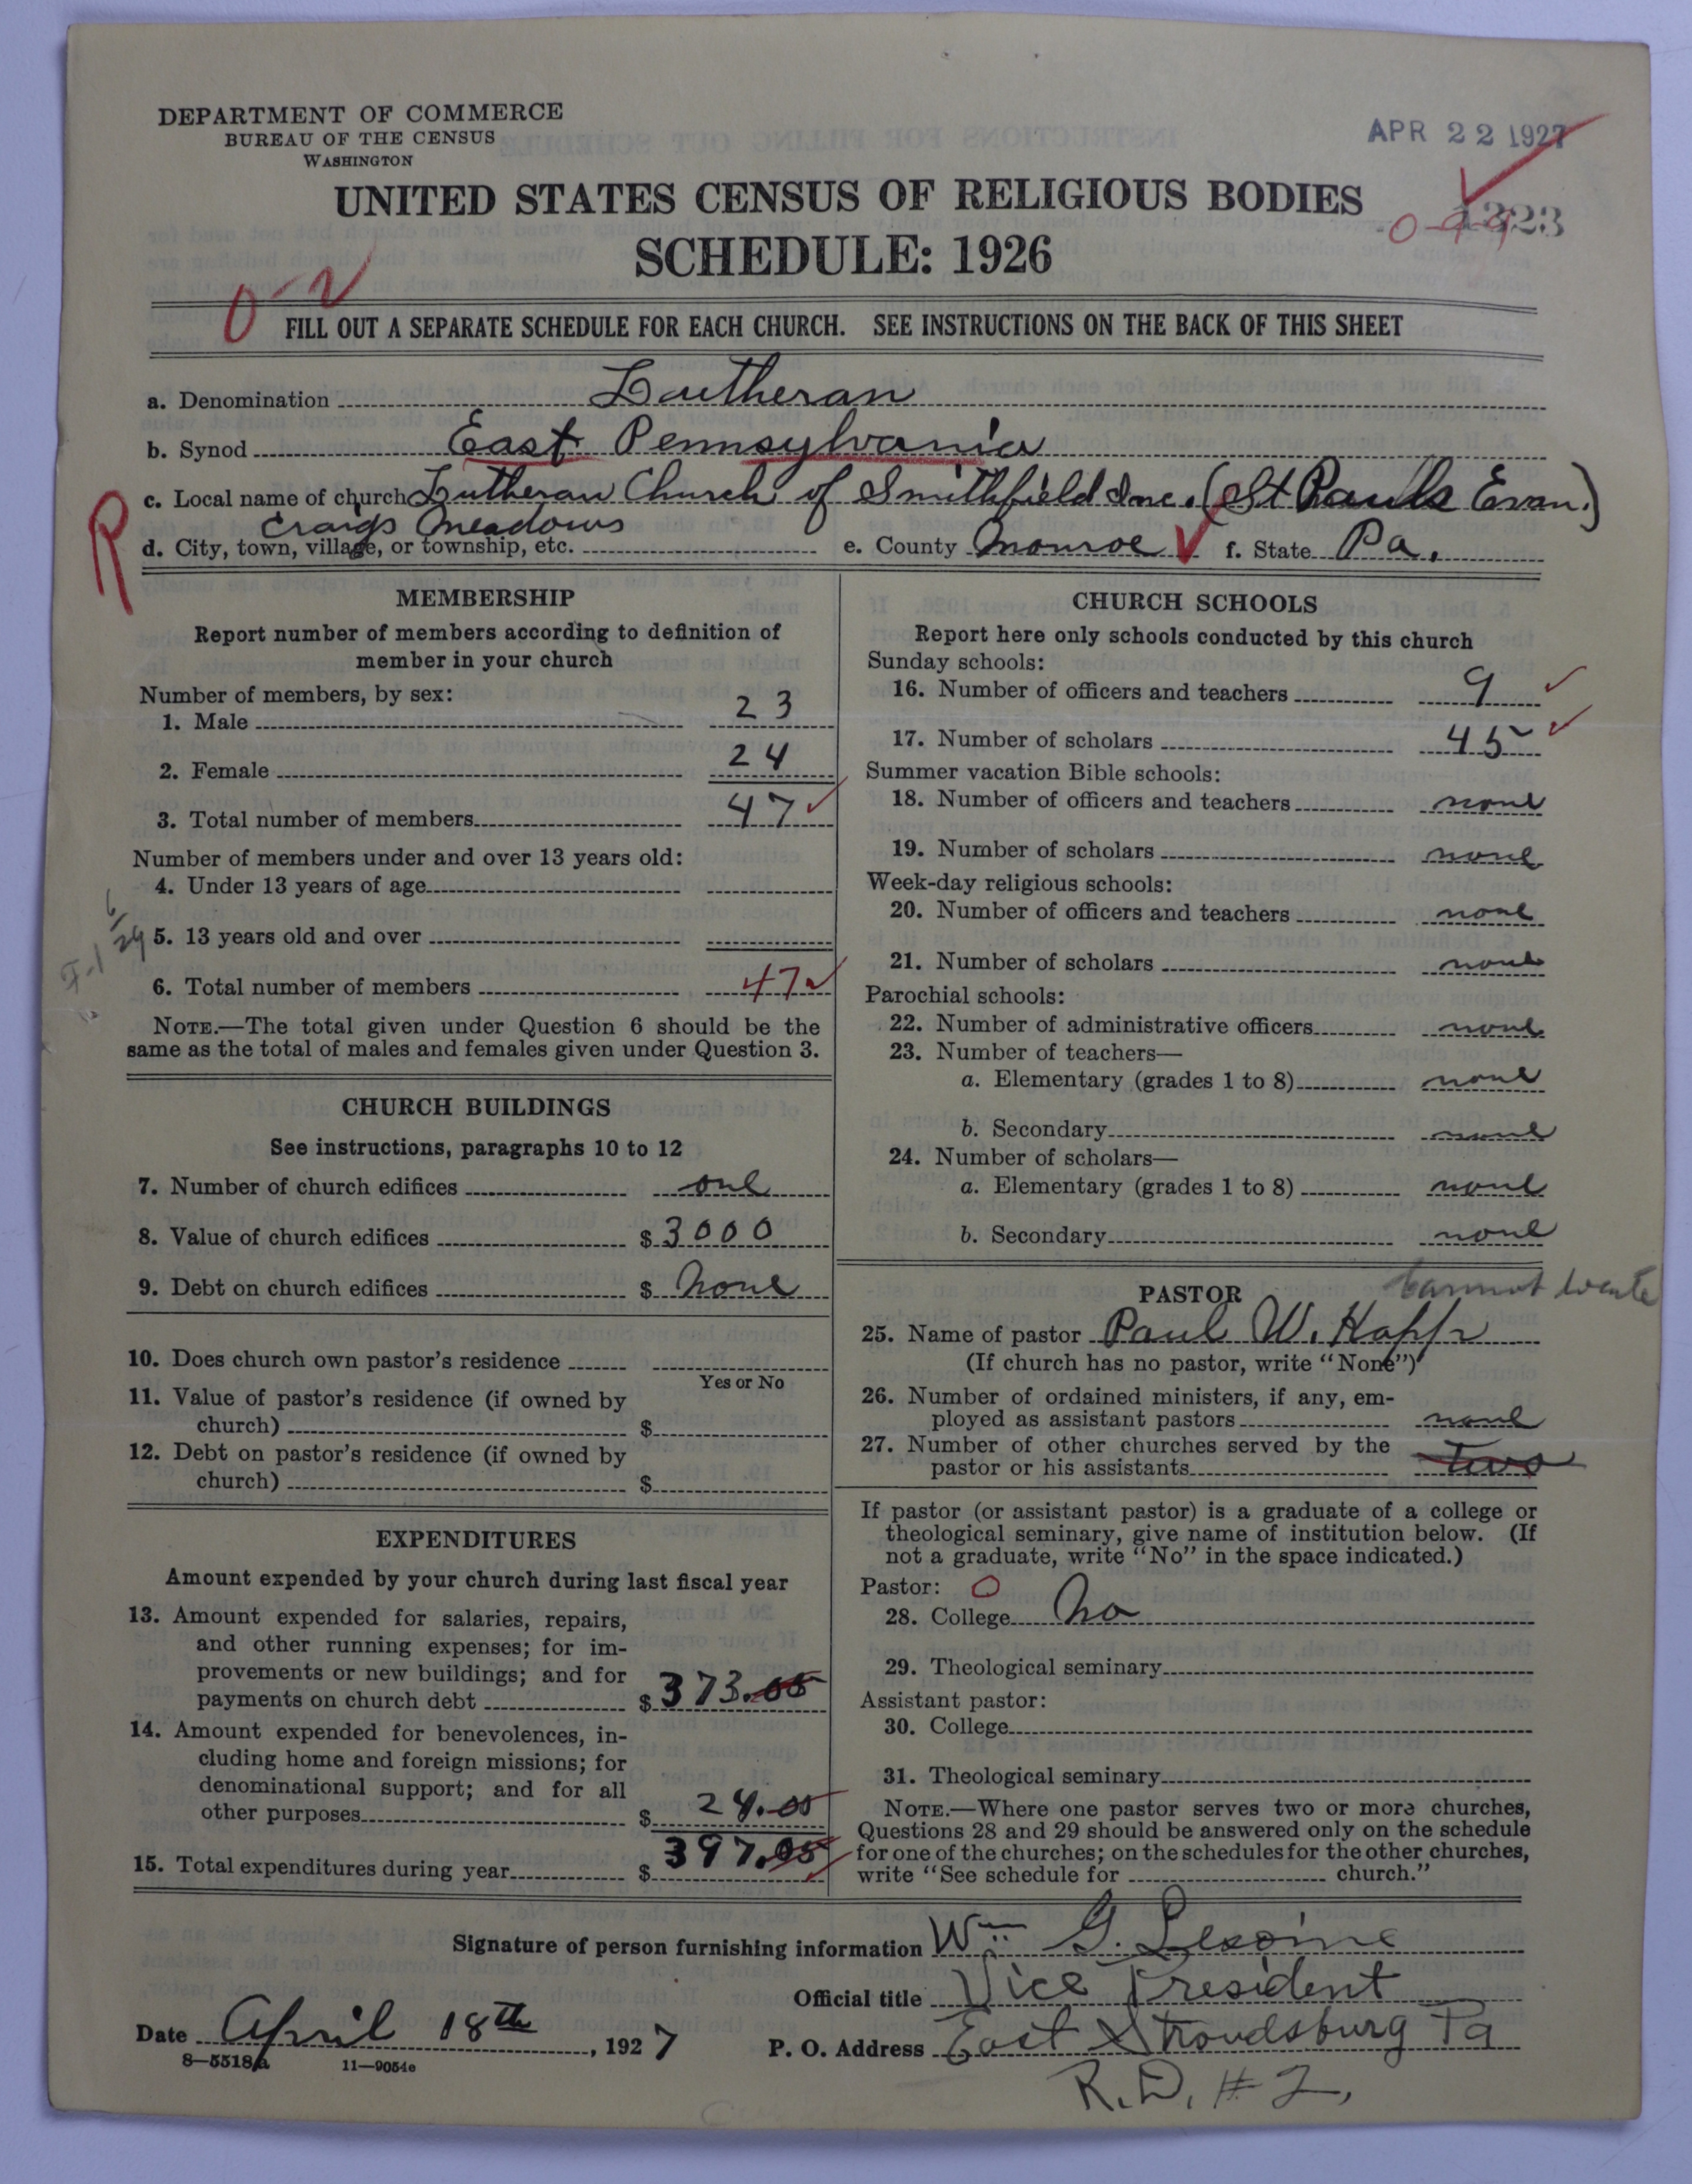 DEPARTMENT OF COMMERCE
BUREAU OF THE CENSUS
WASHINGTON
APR 22 1927
UNITED STATES CENSUS OF RELIGIOUS BODIES
SCHEDULE: 1926
FILL OUT A SEPARATE SCHEDULE FOR EACH CHURCH. SEE INSTRUCTIONS ON THE BACK OF THIS SHEET
a. Denomination Lutheran
b. Synod East Pennsylvania
c. Local name of church Lutheran Church of Smithfield Inc. (St Pauls Evan.)
R
d. City, town, village, or township, etc. Craigs Meadows e. County Monroe f. State Pa.
MEMBERSHIP
Report number of members according to definition of
member in your church
Number of members, by sex:
1. Male 23
2. Female 24
3. Total number of members 47
Number of members under and over 13 years old:
4. Under 13 years of age
5. 13 years old and over
6. Total number of members 47
NOTE.—The total given under Question 6 should be the
same as the total of males and females given under Question 3.
CHURCH BUILDINGS
See instructions, paragraphs 10 to 12
7. Number of church edifices one
8. Value of church edifices $ 3000
9. Debt on church edifices $ None
10. Does church own pastor's residence
Yes or No
11. Value of pastor's residence (if owned by
church) $
12. Debt on pastor's residence (if owned by
church) $
EXPENDITURES
Amount expended by your church during last fiscal year
13. Amount expended for salaries, repairs,
and other running expenses; for im-
provements or new buildings; and for
payments on church debt $ 373.05
14. Amount expended for benevolences, in-
cluding home and foreign missions; for
denominational support; and for all
other purposes $ 24.00
15. Total expenditures during year $ 397.05
CHURCH SCHOOLS
Report here only schools conducted by this church
Sunday schools:
16. Number of officers and teachers 9
17. Number of scholars 45
Summer vacation Bible schools:
18. Number of officers and teachers none
19. Number of scholars none
Week-day religious schools:
20. Number of officers and teachers none
21. Number of scholars none
Parochial schools:
22. Number of administrative officers none
23. Number of teachers—
a. Elementary (grades 1 to 8) none
b. Secondary none
24. Number of scholars—
a. Elementary (grades 1 to 8) none
b. Secondary none
PASTOR
Cannot locate
25. Name of pastor Paul W. Happ
(If church has no pastor, write "None")
26. Number of ordained ministers, if any, em-
ployed as assistant pastors none
27. Number of other churches served by the
pastor or his assistants two
If pastor (or assistant pastor) is a graduate of a college or
theological seminary, give name of institution below. (If
not a graduate, write "No" in the space indicated.)
Pastor: O
28. College No
29. Theological seminary
Assistant pastor:
30. College
31. Theological seminary
NOTE.—Where one pastor serves two or more churches,
Questions 28 and 29 should be answered only on the schedule
for one of the churches; on the schedules for the other churches,
write "See schedule for church."
Signature of person furnishing information Wm G. Lesoine
Official title Vice President
Date April 18th, 1927 P. O. Address East Stroudsburg Pa
R.D. #2,
8—5518a 11—9054e